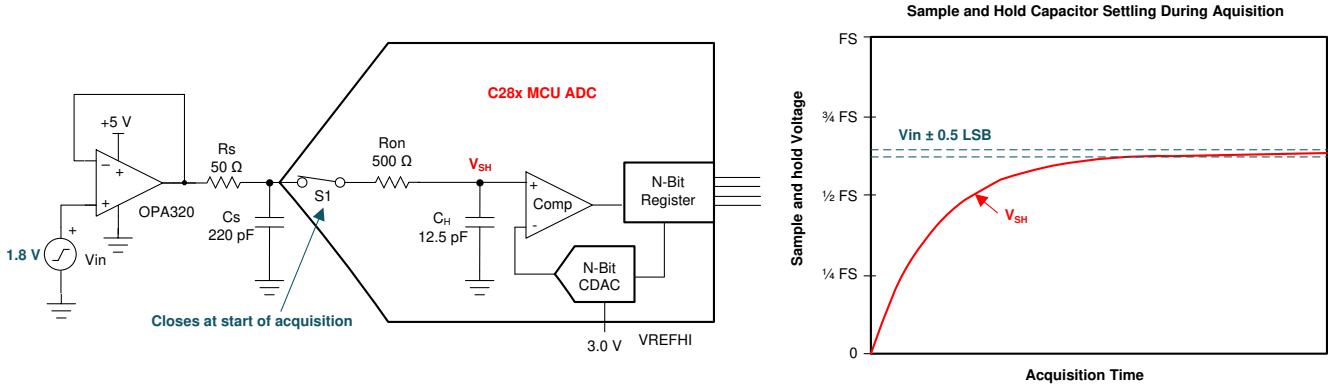 C28x MCU ADC
+5 V
−
+
+
OPA320
+
1.8 V
Vin
Rs
50 Ω
Cs
220 pF
S1
Closes at start of acquisition
Ron
500 Ω
VSH
CH
12.5 pF
+
Comp
-
N-Bit
Register
N-Bit
CDAC
3.0 V
VREFHI
Sample and Hold Capacitor Settling During Aquisition
Sample and hold Voltage
FS
¾ FS
½ FS
¼ FS
0
Vin ± 0.5 LSB
VSH
Acquisition Time